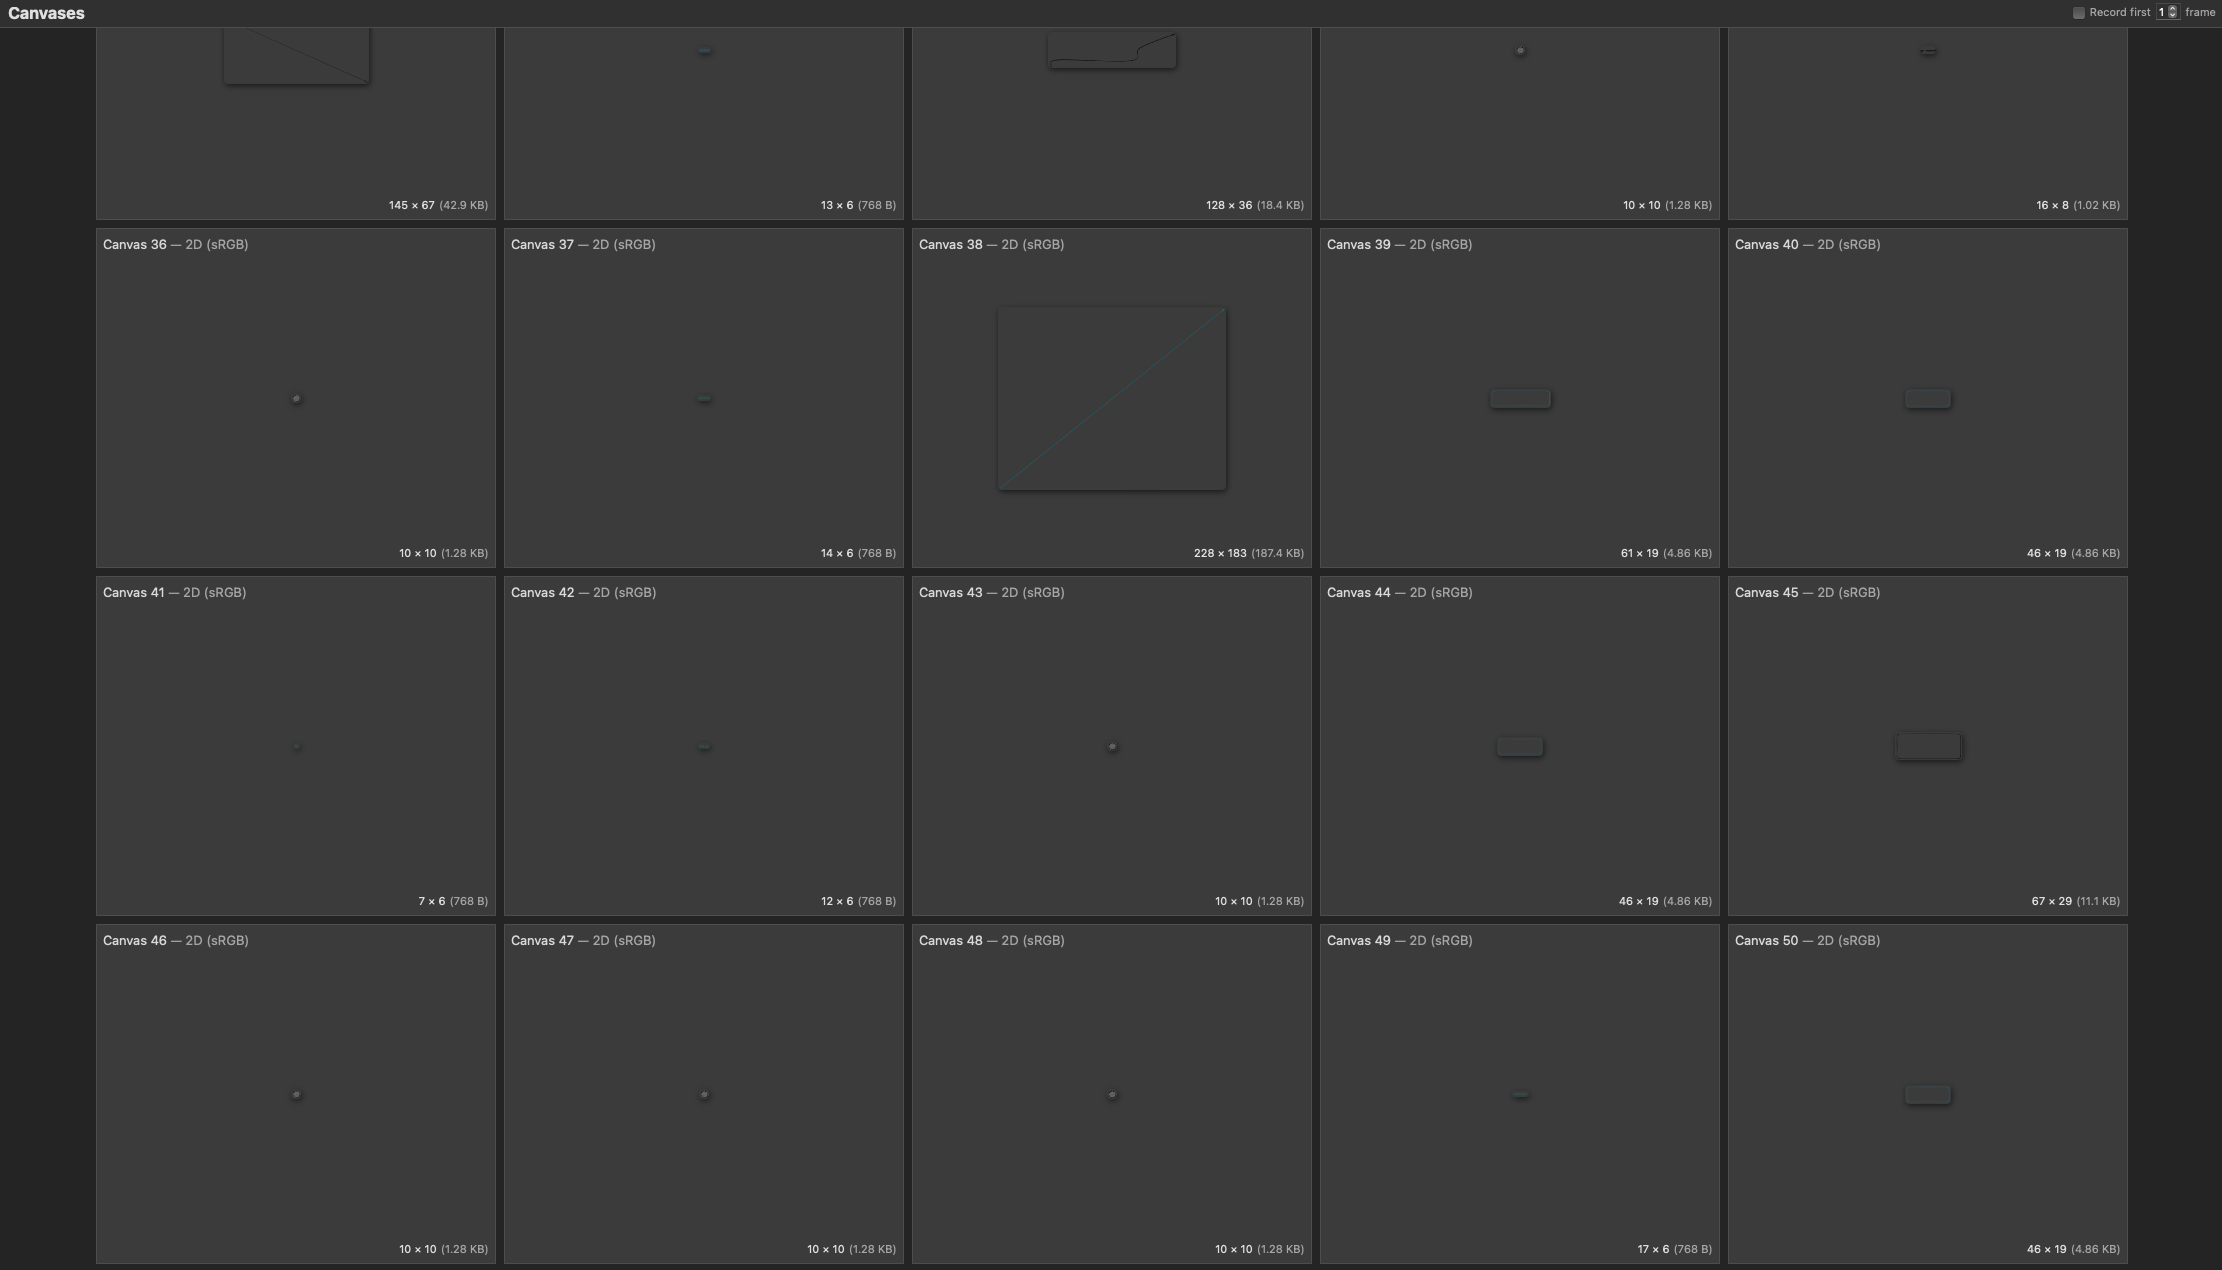 Canvases
Record first 1 frame
145 × 67 (42.9 KB)
13 × 6 (768 B)
128 × 36 (18.4 KB)
10 × 10 (1.28 KB)
16 × 8 (1.02 KB)
Canvas 36 — 2D (sRGB)
Canvas 37 — 2D (sRGB)
Canvas 38 — 2D (sRGB)
Canvas 39 — 2D (sRGB)
Canvas 40 — 2D (sRGB)
10 × 10 (1.28 KB)
14 × 6 (768 B)
228 × 183 (187.4 KB)
61 × 19 (4.86 KB)
46 × 19 (4.86 KB)
Canvas 41 — 2D (sRGB)
Canvas 42 — 2D (sRGB)
Canvas 43 — 2D (sRGB)
Canvas 44 — 2D (sRGB)
Canvas 45 — 2D (sRGB)
7 × 6 (768 B)
12 × 6 (768 B)
10 × 10 (1.28 KB)
46 × 19 (4.86 KB)
67 × 29 (11.1 KB)
Canvas 46 — 2D (sRGB)
Canvas 47 — 2D (sRGB)
Canvas 48 — 2D (sRGB)
Canvas 49 — 2D (sRGB)
Canvas 50 — 2D (sRGB)
10 × 10 (1.28 KB)
10 × 10 (1.28 KB)
10 × 10 (1.28 KB)
17 × 6 (768 B)
46 × 19 (4.86 KB)